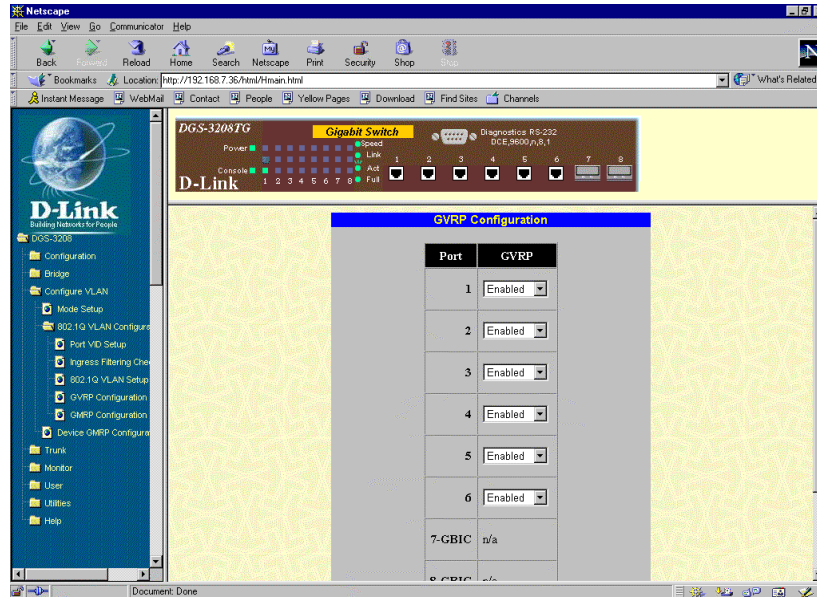 Netscape
File Edit View Go Communicator Help
Back Forward Reload Home Search Netscape Print Security Shop Stop
Bookmarks Location: http://192.168.7.36/html/Hmain.html What's Related
Instant Message WebMail Contact People Yellow Pages Download Find Sites Channels
D-Link
Building Networks for People
DGS-3208
Configuration
Bridge
Configure VLAN
Mode Setup
802.1Q VLAN Configura
Port VID Setup
Ingress Filtering Chec
802.1Q VLAN Setup
GVRP Configuration
GMRP Configuration
Device GMRP Configurat
Trunk
Monitor
User
Utilities
Help
DGS-3208TG
Gigabit Switch
Diagnostics RS-232
DCE,9600,n,8,1
Power
Speed
Link
Console
Act
D-Link
1 2 3 4 5 6 7 8
Full
1 2 3 4 5 6 7 8
GVRP Configuration
Port GVRP
1 Enabled
2 Enabled
3 Enabled
4 Enabled
5 Enabled
6 Enabled
7-GBIC n/a
8-GBIC n/a
Document: Done